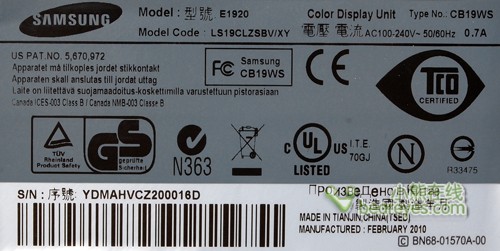 SAMSUNG
Model : 型號 : E1920
Color Display Unit
Type No : CB19WS
Model Code : LS19CLZSBV/XY
電壓 電流 : AC100-240V~ 50/60Hz 0.7A
US PAT.NO. 5,670,972
Apparatet må tilkoples jordet stikkontakt
Apparaten skall anslutas till jordat uttag
Laite on liitettävä suojamaadoitus-koskettimilla varustettuun pistorasiaan
Canada ICES-003 Class B / Canada NMB-003 Classe B
FC
SAMSUNG
CB19WS
TCO
CERTIFIED
TÜV
Rheinland
Product Safety
GS
geprüfte
Sicherheit
N363
C UL US
LISTED
I.T.E
70GJ
R33475
S/N : 序號 : YDMAHVCZ200016D
Произведено в Китае
MADE IN TIANJIN,CHINA(TSED)
MANUFACTURED : FEBRUARY 2010
BN68-01570A-00